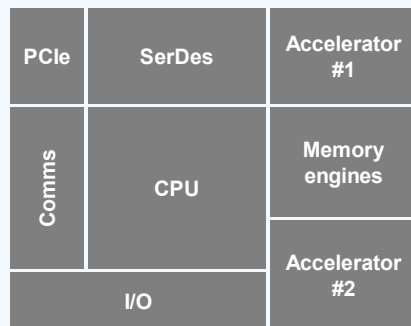 PCIe
SerDes
Accelerator
#1
Comms
CPU
Memory
engines
I/O
Accelerator
#2